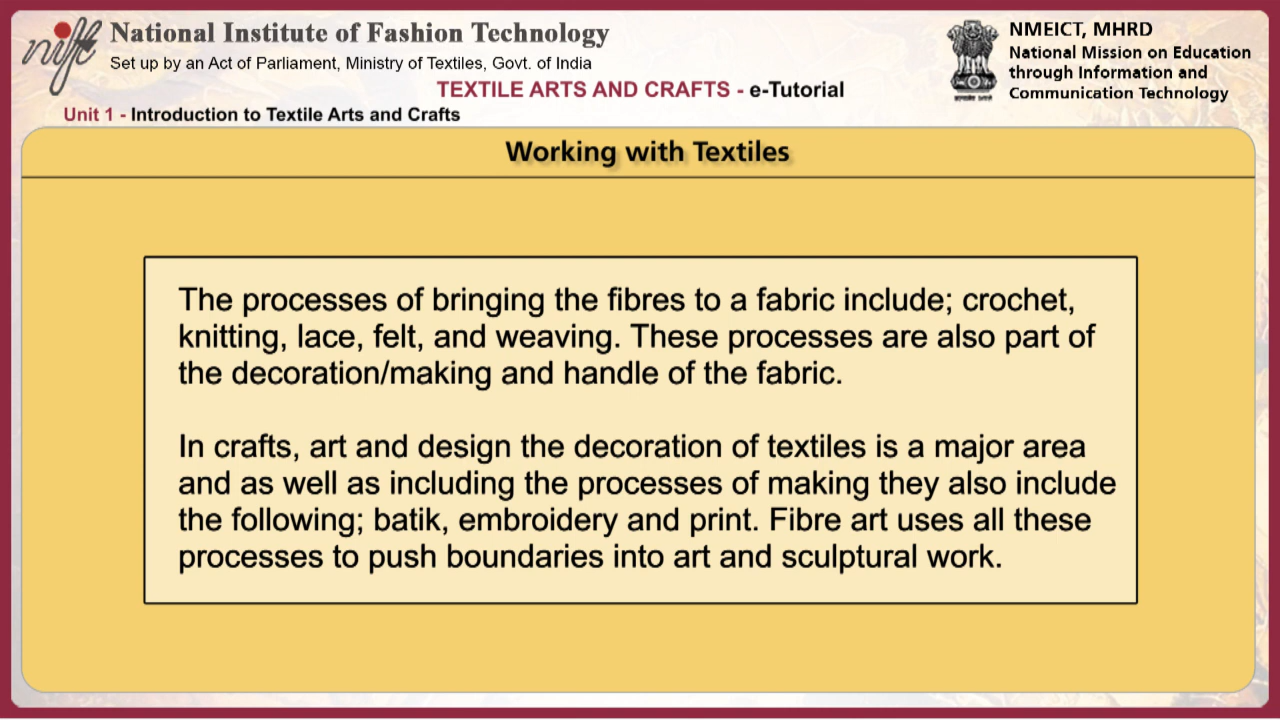 nift
National Institute of Fashion Technology
Set up by an Act of Parliament, Ministry of Textiles, Govt. of India
NMEICT, MHRD
National Mission on Education
through Information and
Communication Technology
TEXTILE ARTS AND CRAFTS - e-Tutorial
Unit 1 - Introduction to Textile Arts and Crafts
Working with Textiles
The processes of bringing the fibres to a fabric include; crochet,
knitting, lace, felt, and weaving. These processes are also part of
the decoration/making and handle of the fabric.
In crafts, art and design the decoration of textiles is a major area
and as well as including the processes of making they also include
the following; batik, embroidery and print. Fibre art uses all these
processes to push boundaries into art and sculptural work.